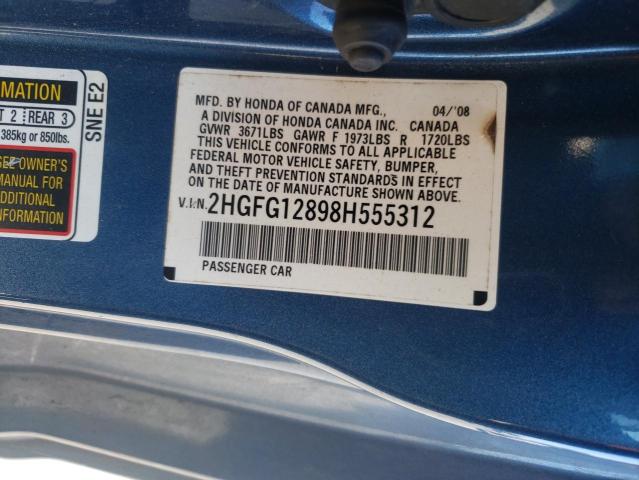 MATION
T 2 REAR 3
385kg or 850lbs.
OWNER'S
MANUAL FOR
ADDITIONAL
INFORMATION
SNE E2
MFD. BY HONDA OF CANADA MFG., 04/'08
A DIVISION OF HONDA CANADA INC. CANADA
GVWR 3671LBS GAWR F 1973LBS R 1720LBS
THIS VEHICLE CONFORMS TO ALL APPLICABLE
FEDERAL MOTOR VEHICLE SAFETY, BUMPER,
AND THEFT PREVENTION STANDARDS IN EFFECT
ON THE DATE OF MANUFACTURE SHOWN ABOVE.
V.I.N. 2HGFG12898H555312
PASSENGER CAR